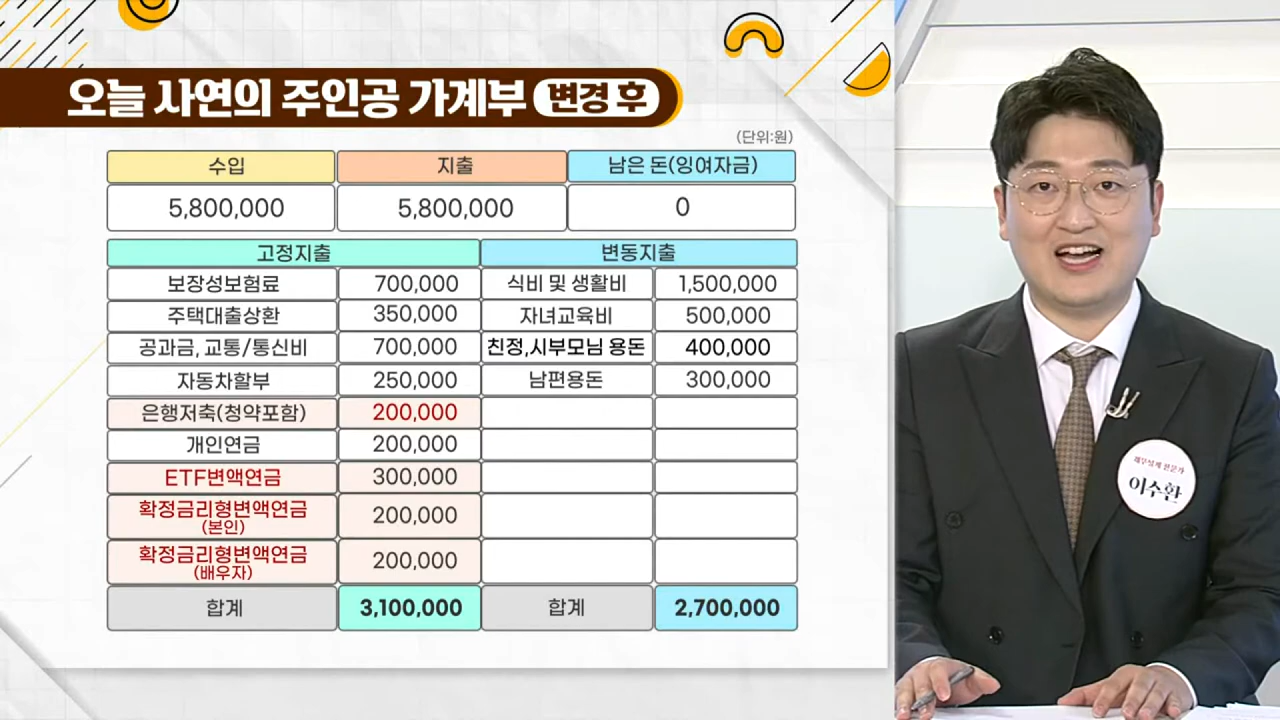 오늘 사연의 주인공 가계부 변경 후
(단위:원)
수입 지출 남은 돈(잉여자금)
5,800,000 5,800,000 0
고정지출 변동지출
보장성보험료 700,000 식비 및 생활비 1,500,000
주택대출상환 350,000 자녀교육비 500,000
공과금, 교통/통신비 700,000 친정,시부모님 용돈 400,000
자동차할부 250,000 남편용돈 300,000
은행저축(청약포함) 200,000
개인연금 200,000
ETF변액연금 300,000
확정금리형변액연금
(본인) 200,000
확정금리형변액연금
(배우자) 200,000
합계 3,100,000 합계 2,700,000
재무설계 전문가
이수환